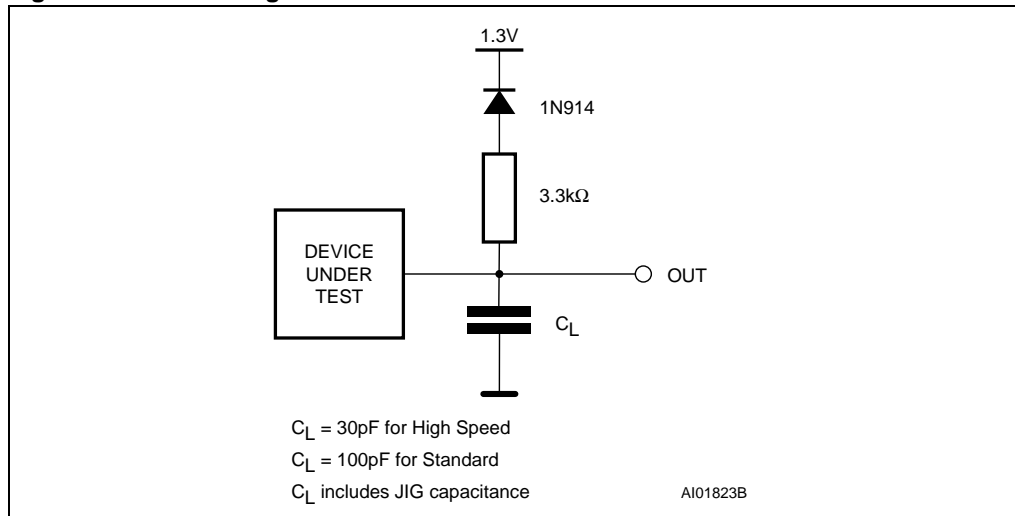 1.3V
1N914
3.3kΩ
DEVICE
UNDER
TEST
OUT
CL
CL = 30pF for High Speed
CL = 100pF for Standard
CL includes JIG capacitance
AI01823B